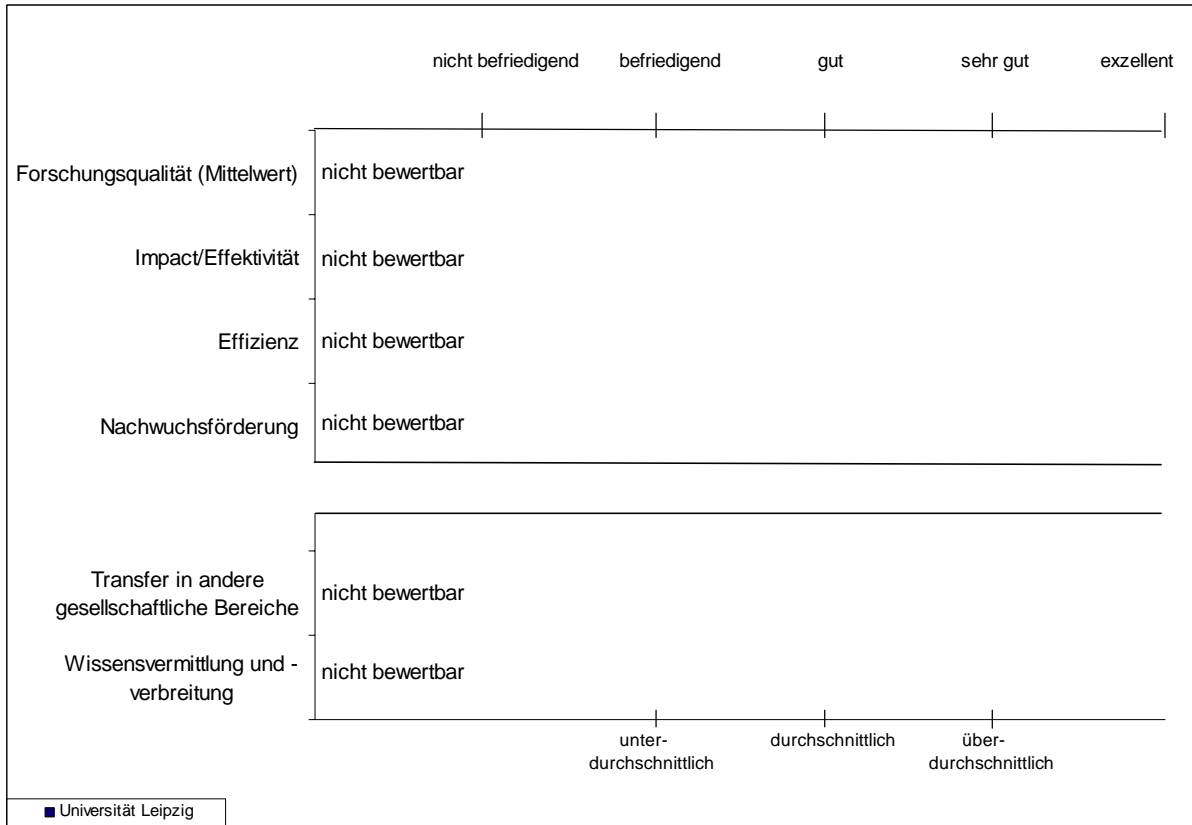 nicht befriedigend befriedigend gut sehr gut exzellent
Forschungsqualität (Mittelwert) nicht bewertbar
Impact/Effektivität nicht bewertbar
Effizienz nicht bewertbar
Nachwuchsförderung nicht bewertbar
Transfer in andere
gesellschaftliche Bereiche
nicht bewertbar
Wissensvermittlung und -
verbreitung
nicht bewertbar
unter-
durchschnittlich
durchschnittlich
über-
durchschnittlich
Universität Leipzig